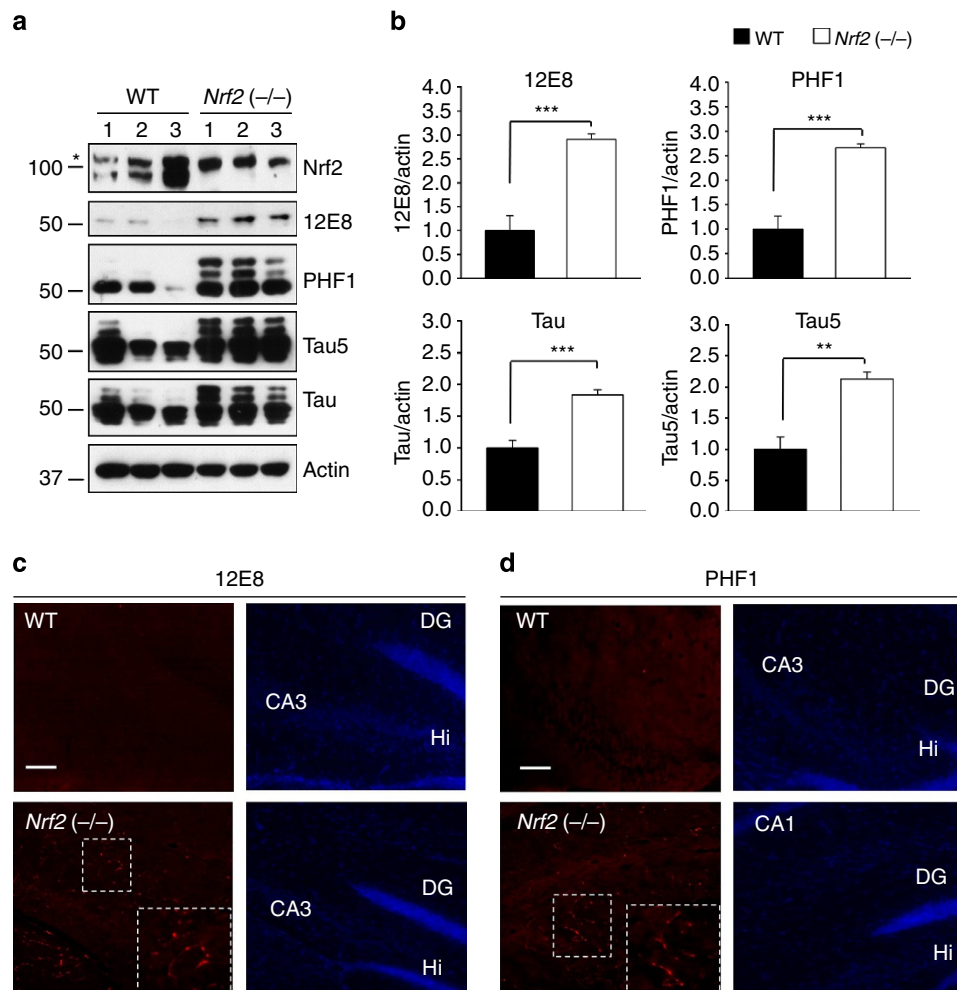 a
WT Nrf2 (–/–)
1 2 3 1 2 3
*
100 Nrf2
50 12E8
50 PHF1
50 Tau5
50 Tau
37 Actin
b
WT Nrf2 (–/–)
12E8
12E8/actin
4.0
3.5
3.0
2.5
2.0
1.5
1.0
0.5
0.0
***
PHF1
PHF1/actin
4.0
3.5
3.0
2.5
2.0
1.5
1.0
0.5
0.0
***
Tau
Tau/actin
3.0
2.5
2.0
1.5
1.0
0.5
0.0
***
Tau5
Tau5/actin
3.0
2.5
2.0
1.5
1.0
0.5
0.0
**
c
12E8
WT
DG
CA3
Hi
Nrf2 (–/–)
DG
CA3
Hi
d
PHF1
WT
CA3
DG
Hi
Nrf2 (–/–)
CA1
DG
Hi